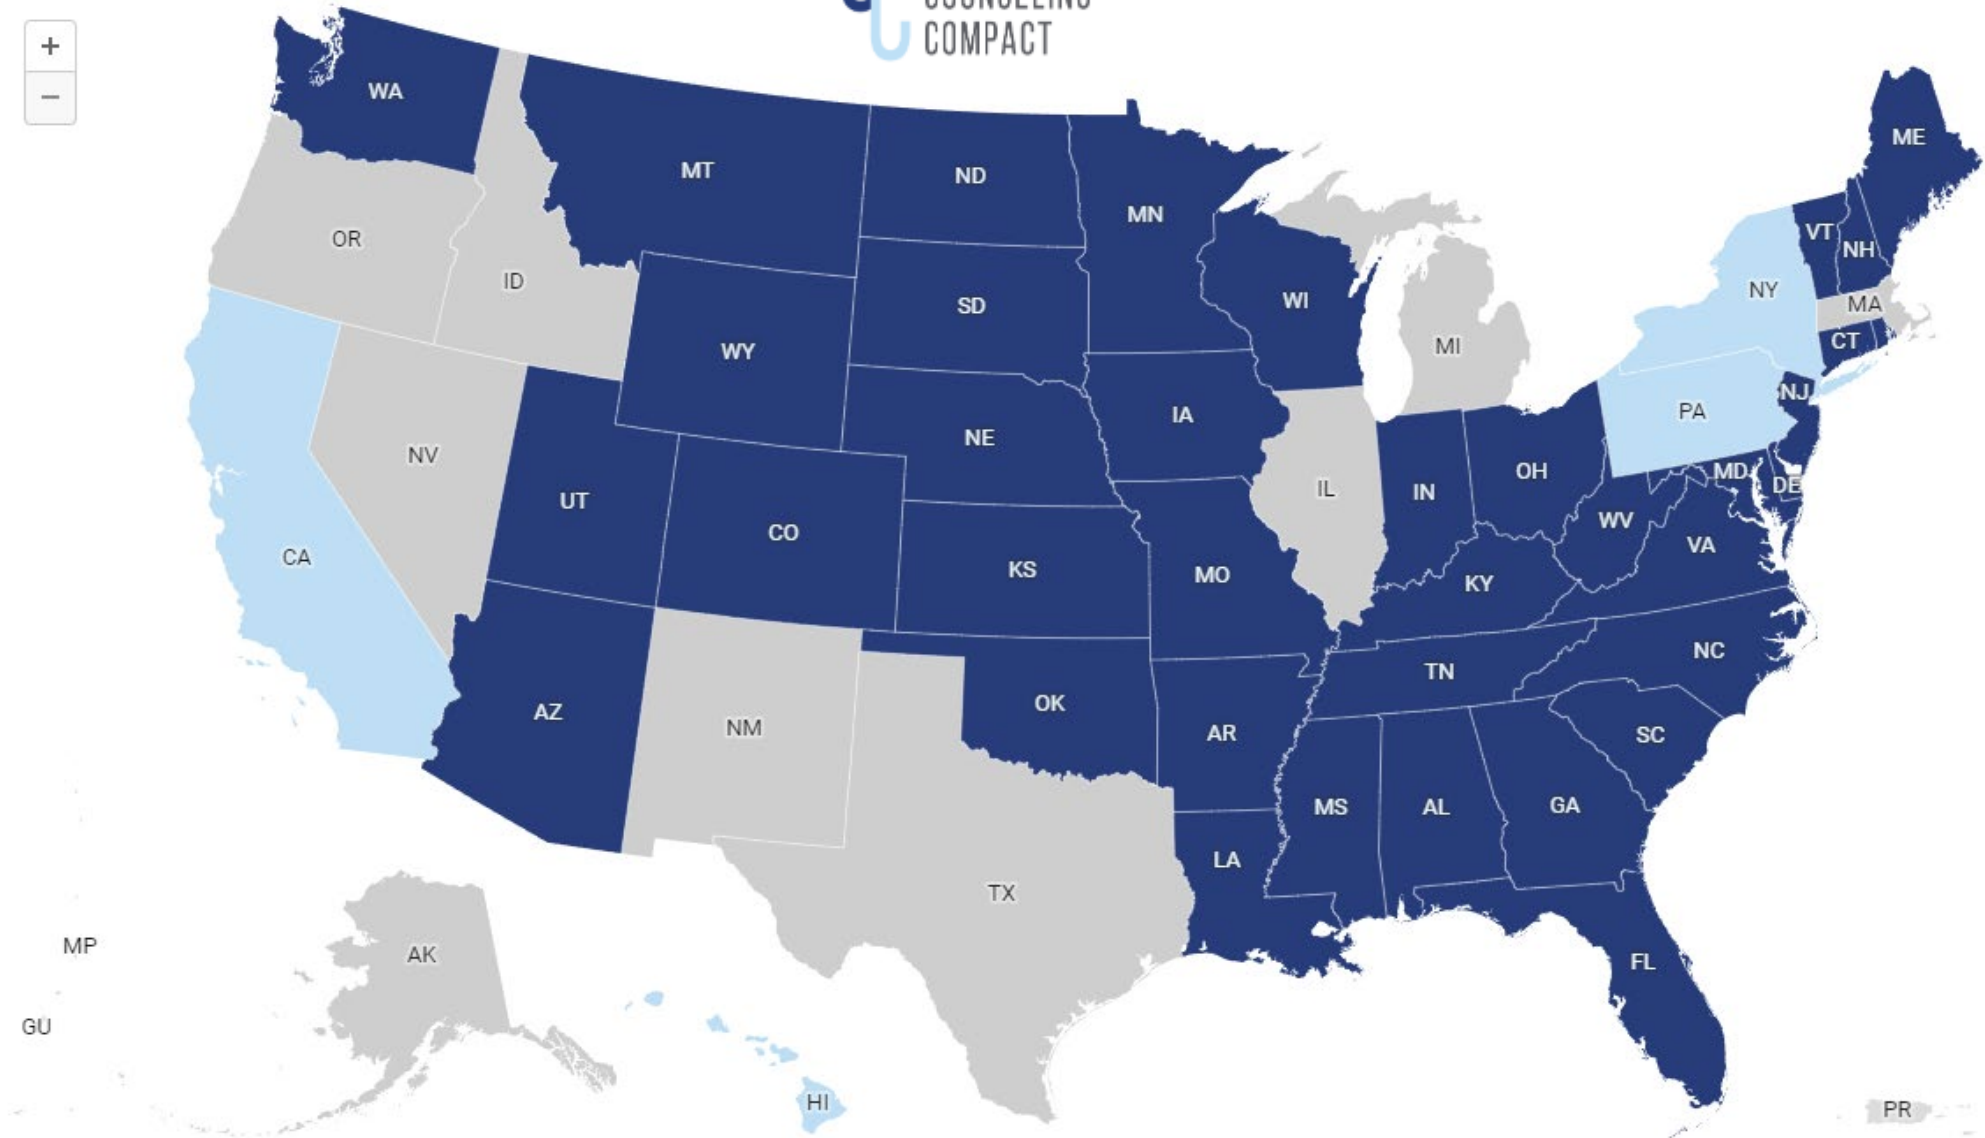 COUNSELING
COMPACT
+
−
WA
MT
ND
MN
ME
OR
ID
SD
WI
MI
VT
NH
NY
MA
CT
WY
NE
IA
PA
NJ
NV
UT
CO
KS
MO
IL
IN
OH
MD
DE
WV
VA
KY
CA
AZ
NM
OK
AR
TN
NC
SC
MS
AL
GA
LA
TX
FL
MP
AK
GU
HI
PR